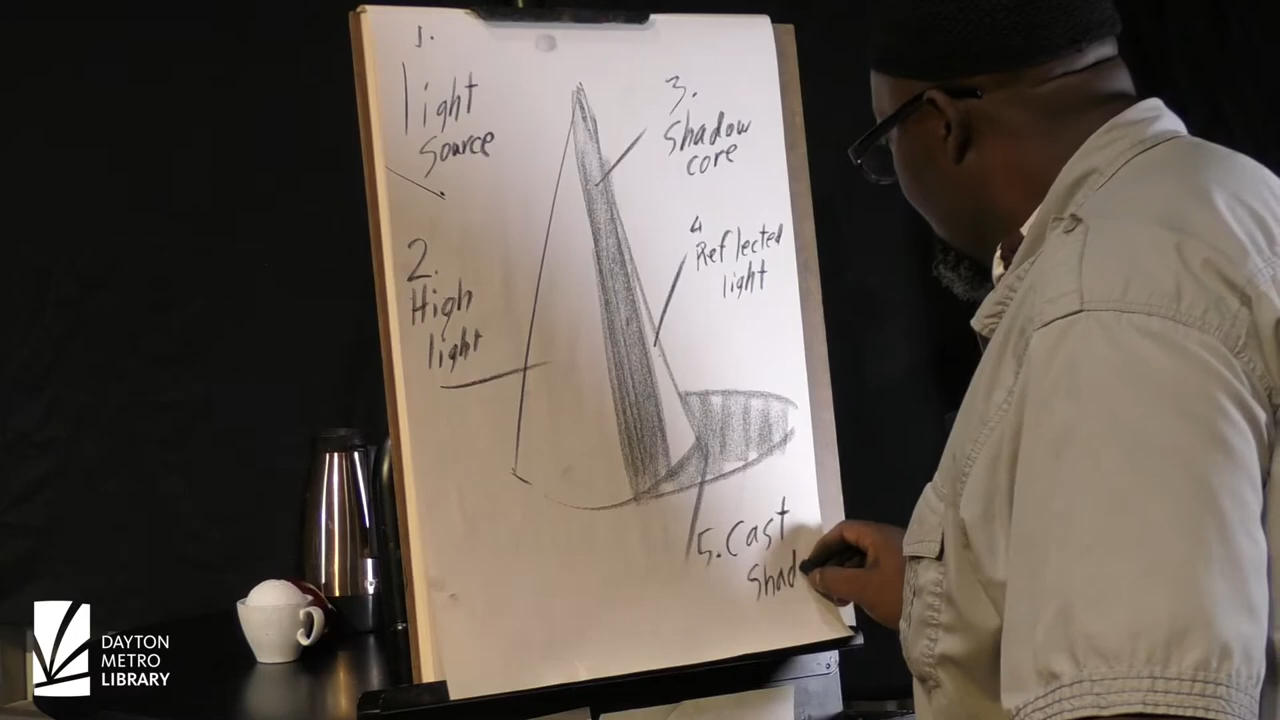 1.
light
source
2.
High
light
3.
Shadow
core
4
Reflected
light
5. Cast
Shad
DAYTON
METRO
LIBRARY